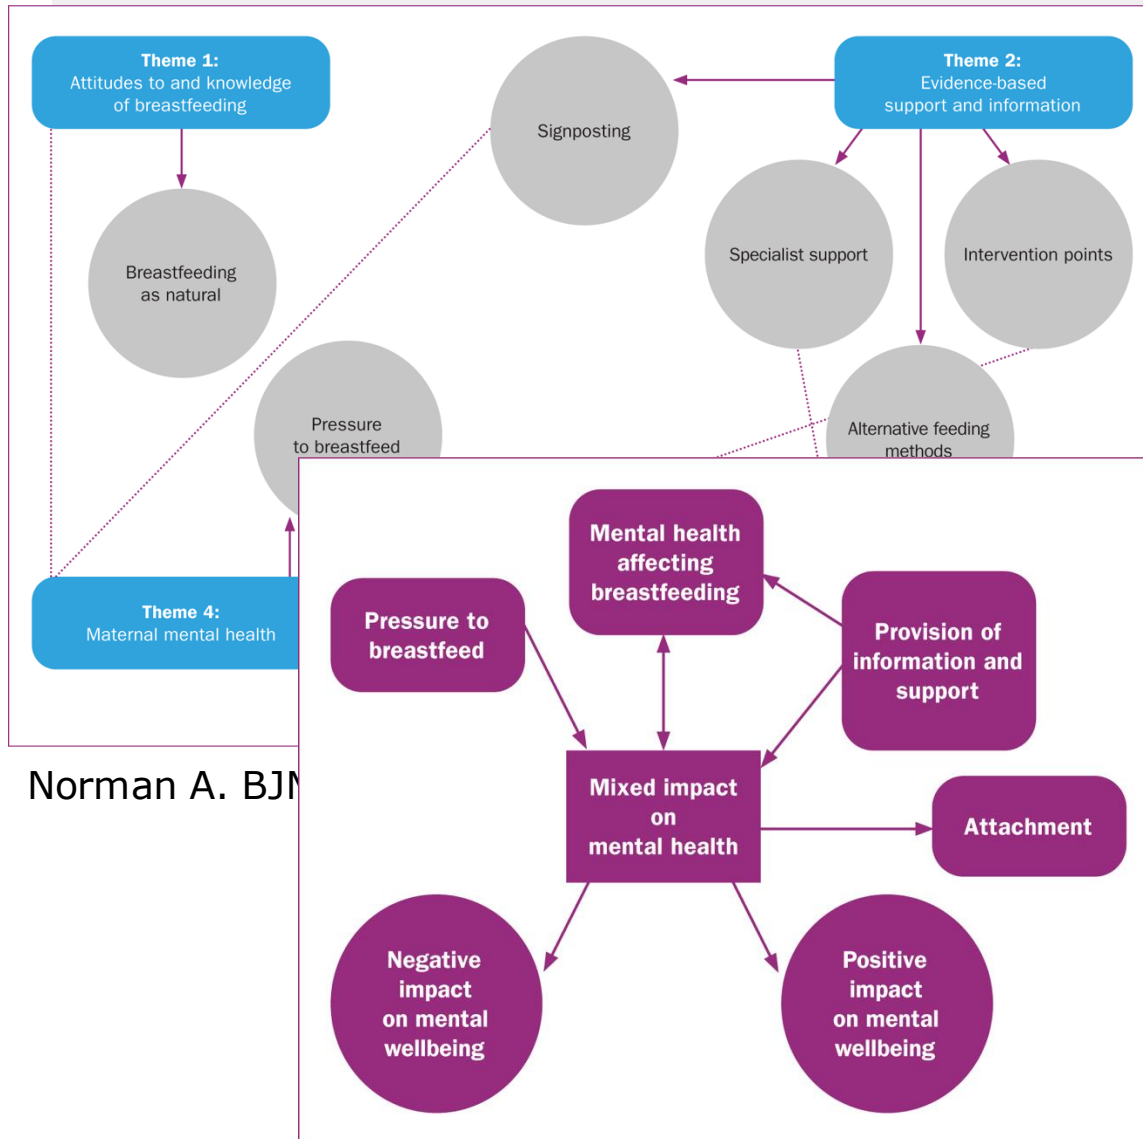 Theme 1:
Attitudes to and knowledge
of breastfeeding
Theme 2:
Evidence-based
support and information
Signposting
Breastfeeding
as natural
Specialist support
Intervention points
Pressure
to breastfeed
Alternative feeding
methods
Theme 4:
Maternal mental health
Norman A.
Mental health
affecting
breastfeeding
Pressure to
breastfeed
Provision of
information and
support
Mixed impact
on
mental health
Attachment
Negative
impact
on mental
wellbeing
Positive
impact
on mental
wellbeing